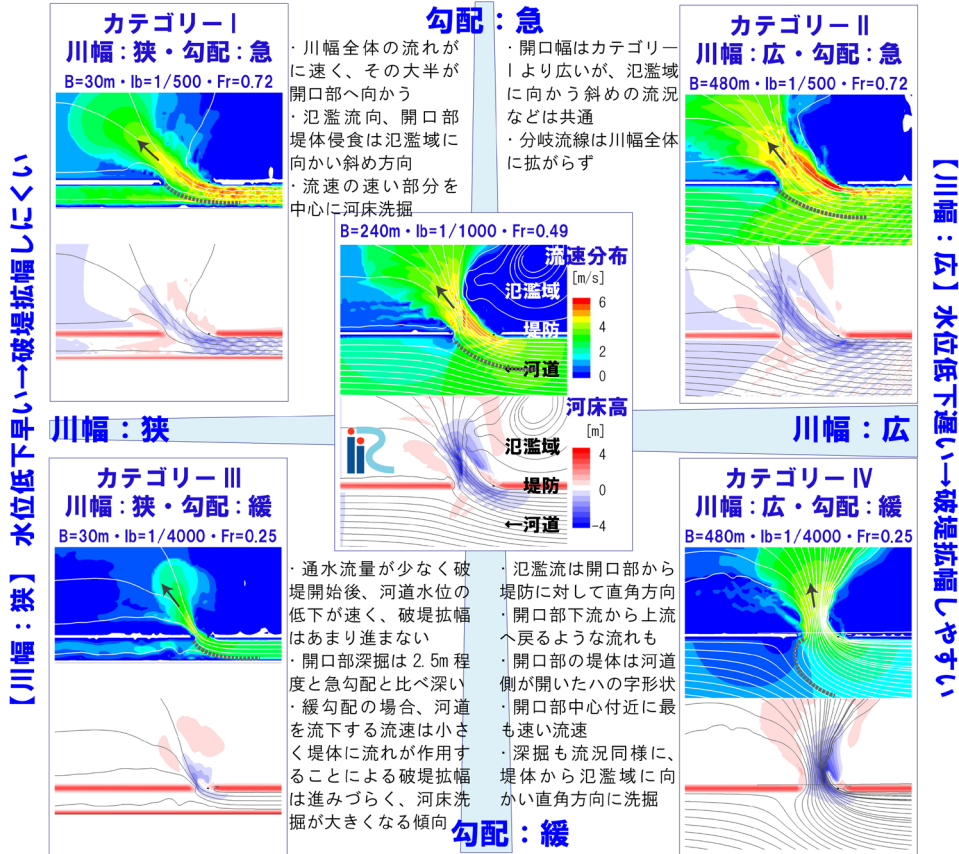 勾配：急
カテゴリーⅠ
川幅：狭・勾配：急
B=30m・Ib=1/500・Fr=0.72
・川幅全体の流れが
に速く、その大半が
開口部へ向かう
・氾濫流向、開口部
堤体侵食は氾濫域に
向かい斜め方向
・流速の速い部分を
中心に河床洗掘
・開口幅はカテゴリー
Ⅰより広いが、氾濫域
に向かう斜めの流況
などは共通
・分岐流線は川幅全体
に拡がらず
カテゴリーⅡ
川幅：広・勾配：急
B=480m・Ib=1/500・Fr=0.72
B=240m・Ib=1/1000・Fr=0.49
流速分布
[m/s]
氾濫域
堤防
←河道
6
4
2
0
河床高
[m]
氾濫域
堤防
←河道
4
0
-4
iic
川幅：狭
川幅：広
【川幅：狭】 水位低下早い→破堤拡幅しにくい
【川幅：広】水位低下遅い→破堤拡幅しやすい
カテゴリーⅢ
川幅：狭・勾配：緩
B=30m・Ib=1/4000・Fr=0.25
・通水流量が少なく破
堤開始後、河道水位の
低下が速く、破堤拡幅
はあまり進まない
・開口部深掘は2.5m程
度と急勾配と比べ深い
・緩勾配の場合、河道
を流下する流速は小さ
く堤体に流れが作用す
ることによる破堤拡幅
は進みづらく、河床洗
掘が大きくなる傾向
・氾濫流は開口部から
堤防に対して直角方向
・開口部下流から上流
へ戻るような流れも
・開口部の堤体は河道
側が開いたハの字形状
・開口部中心付近に最
も速い流速
・深掘も流況同様に、
堤体から氾濫域に向
かい直角方向に洗掘
カテゴリーⅣ
川幅：広・勾配：緩
B=480m・Ib=1/4000・Fr=0.25
勾配：緩